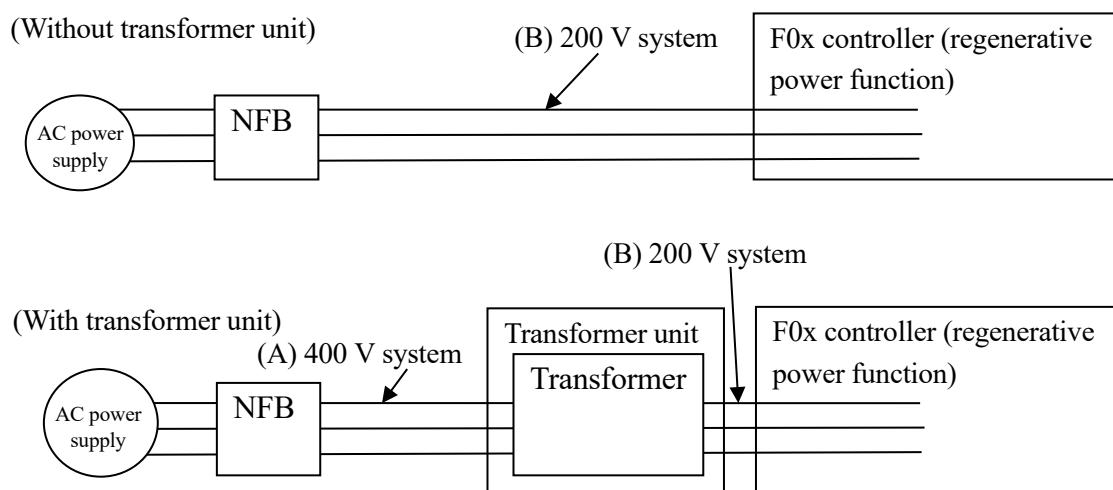 (Without transformer unit)
(B) 200 V system
F0x controller (regenerative
power function)
AC power
supply
NFB
(B) 200 V system
(With transformer unit)
(A) 400 V system
Transformer unit
Transformer
F0x controller (regenerative
power function)
AC power
supply
NFB